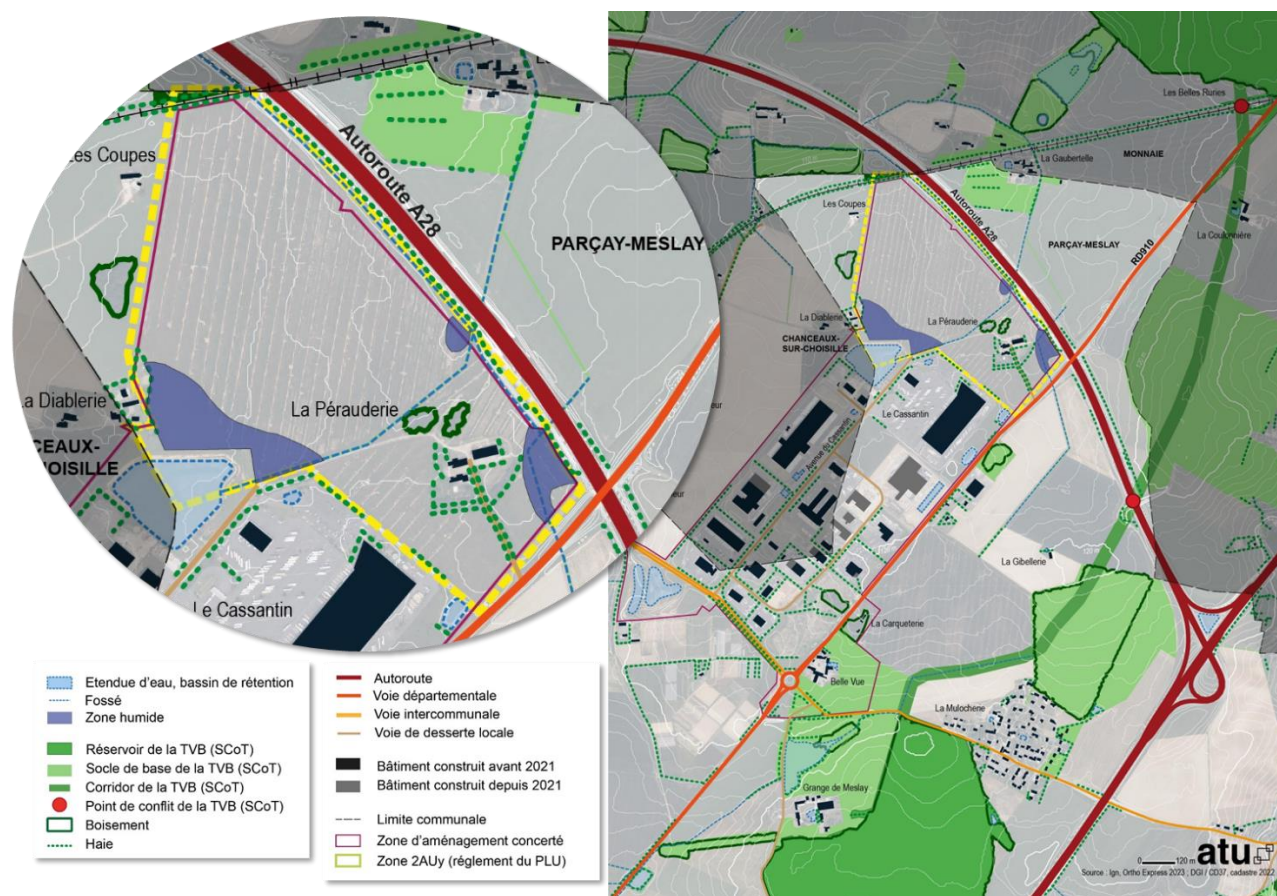 Les Coupes
Autoroute A28
PARÇAY-MESLAY
La Diablerie
CEAUX-
HOISILLE
La Pérauderie
Le Cassantin
Les Belles Ruries
La Gaubertelle
MONNAIE
Les Coupes
Autoroute A28
PARÇAY-MESLAY
RD910
La Coulonnière
La Diablerie
La Pérauderie
CHANCEAUX-
SUR-CHOISILLE
Le Cassantin
Avenue du Cassantin
La Gibellerie
La Carqueterie
Belle Vue
La Mulocherie
Grange de Meslay
Etendue d'eau, bassin de rétention
Fossé
Zone humide
Réservoir de la TVB (SCoT)
Socle de base de la TVB (SCoT)
Corridor de la TVB (SCoT)
Point de conflit de la TVB (SCoT)
Boisement
Haie
Autoroute
Voie départementale
Voie intercommunale
Voie de desserte locale
Bâtiment construit avant 2021
Bâtiment construit depuis 2021
Limite communale
Zone d'aménagement concerté
Zone 2AUy (réglement du PLU)
0 120 m
atu
Source : Ign, Ortho Express 2023 ; DGI / CD37, cadastre 2022